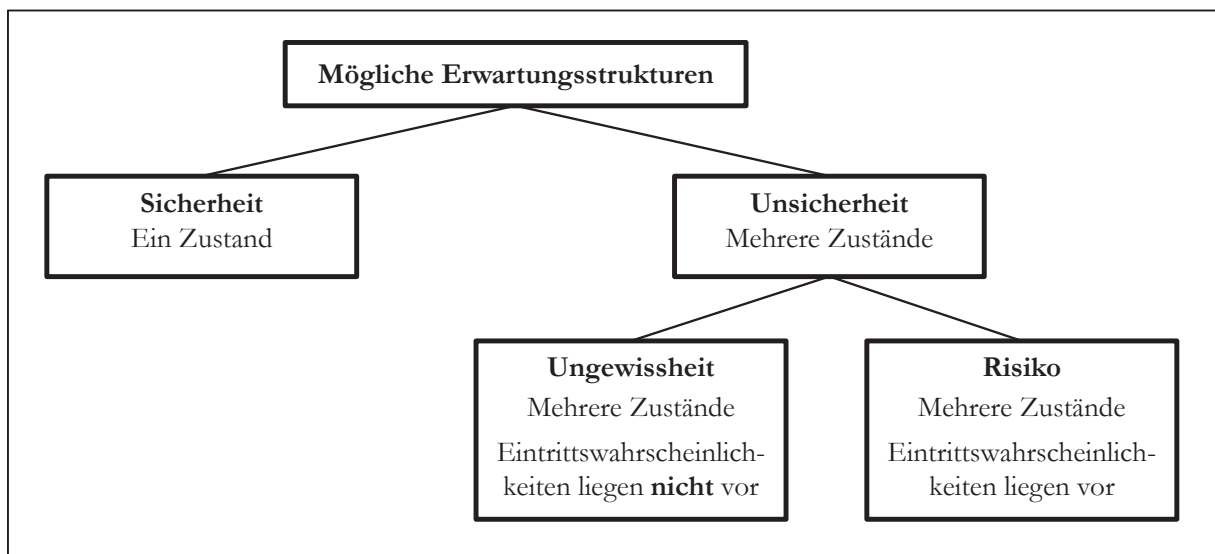 Mögliche Erwartungsstrukturen
Sicherheit
Ein Zustand
Unsicherheit
Mehrere Zustände
Ungewissheit
Mehrere Zustände
Eintrittswahrscheinlich-
keiten liegen nicht vor
Risiko
Mehrere Zustände
Eintrittswahrscheinlich-
keiten liegen vor